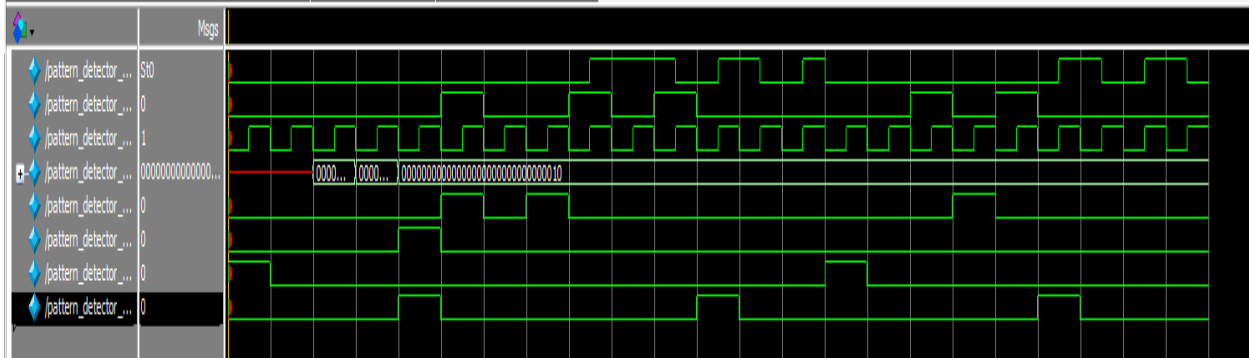 Msgs
/pattern_detector_... St0
/pattern_detector_... 0
/pattern_detector_... 1
/pattern_detector_... 00000000000000... 0000... 0000... 00000000000000000000000000000010
/pattern_detector_... 0
/pattern_detector_... 0
/pattern_detector_... 0
/pattern_detector_... 0